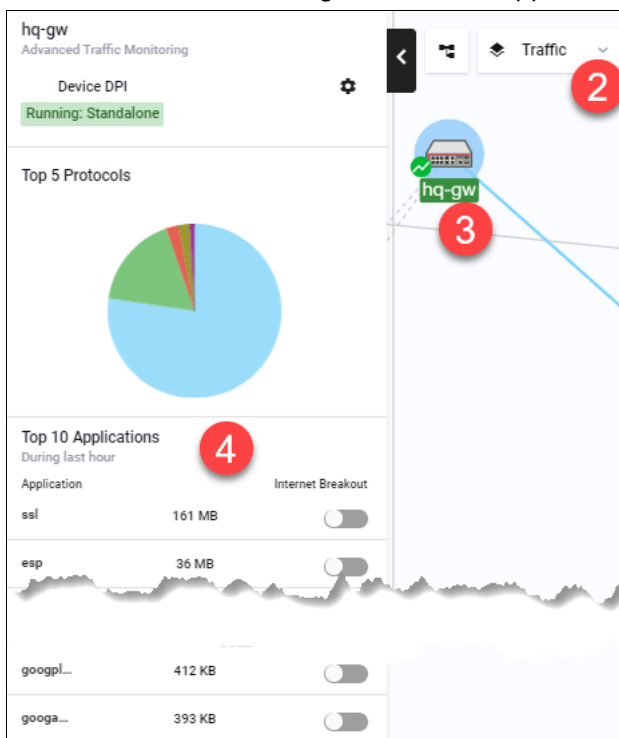 hq-gw
Advanced Traffic Monitoring
Device DPI
Running: Standalone
Traffic
2
hq-gw
3
Top 5 Protocols
Top 10 Applications
4
During last hour
Application Internet Breakout
ssl 161 MB
esp 36 MB
googpl... 412 KB
googa... 393 KB